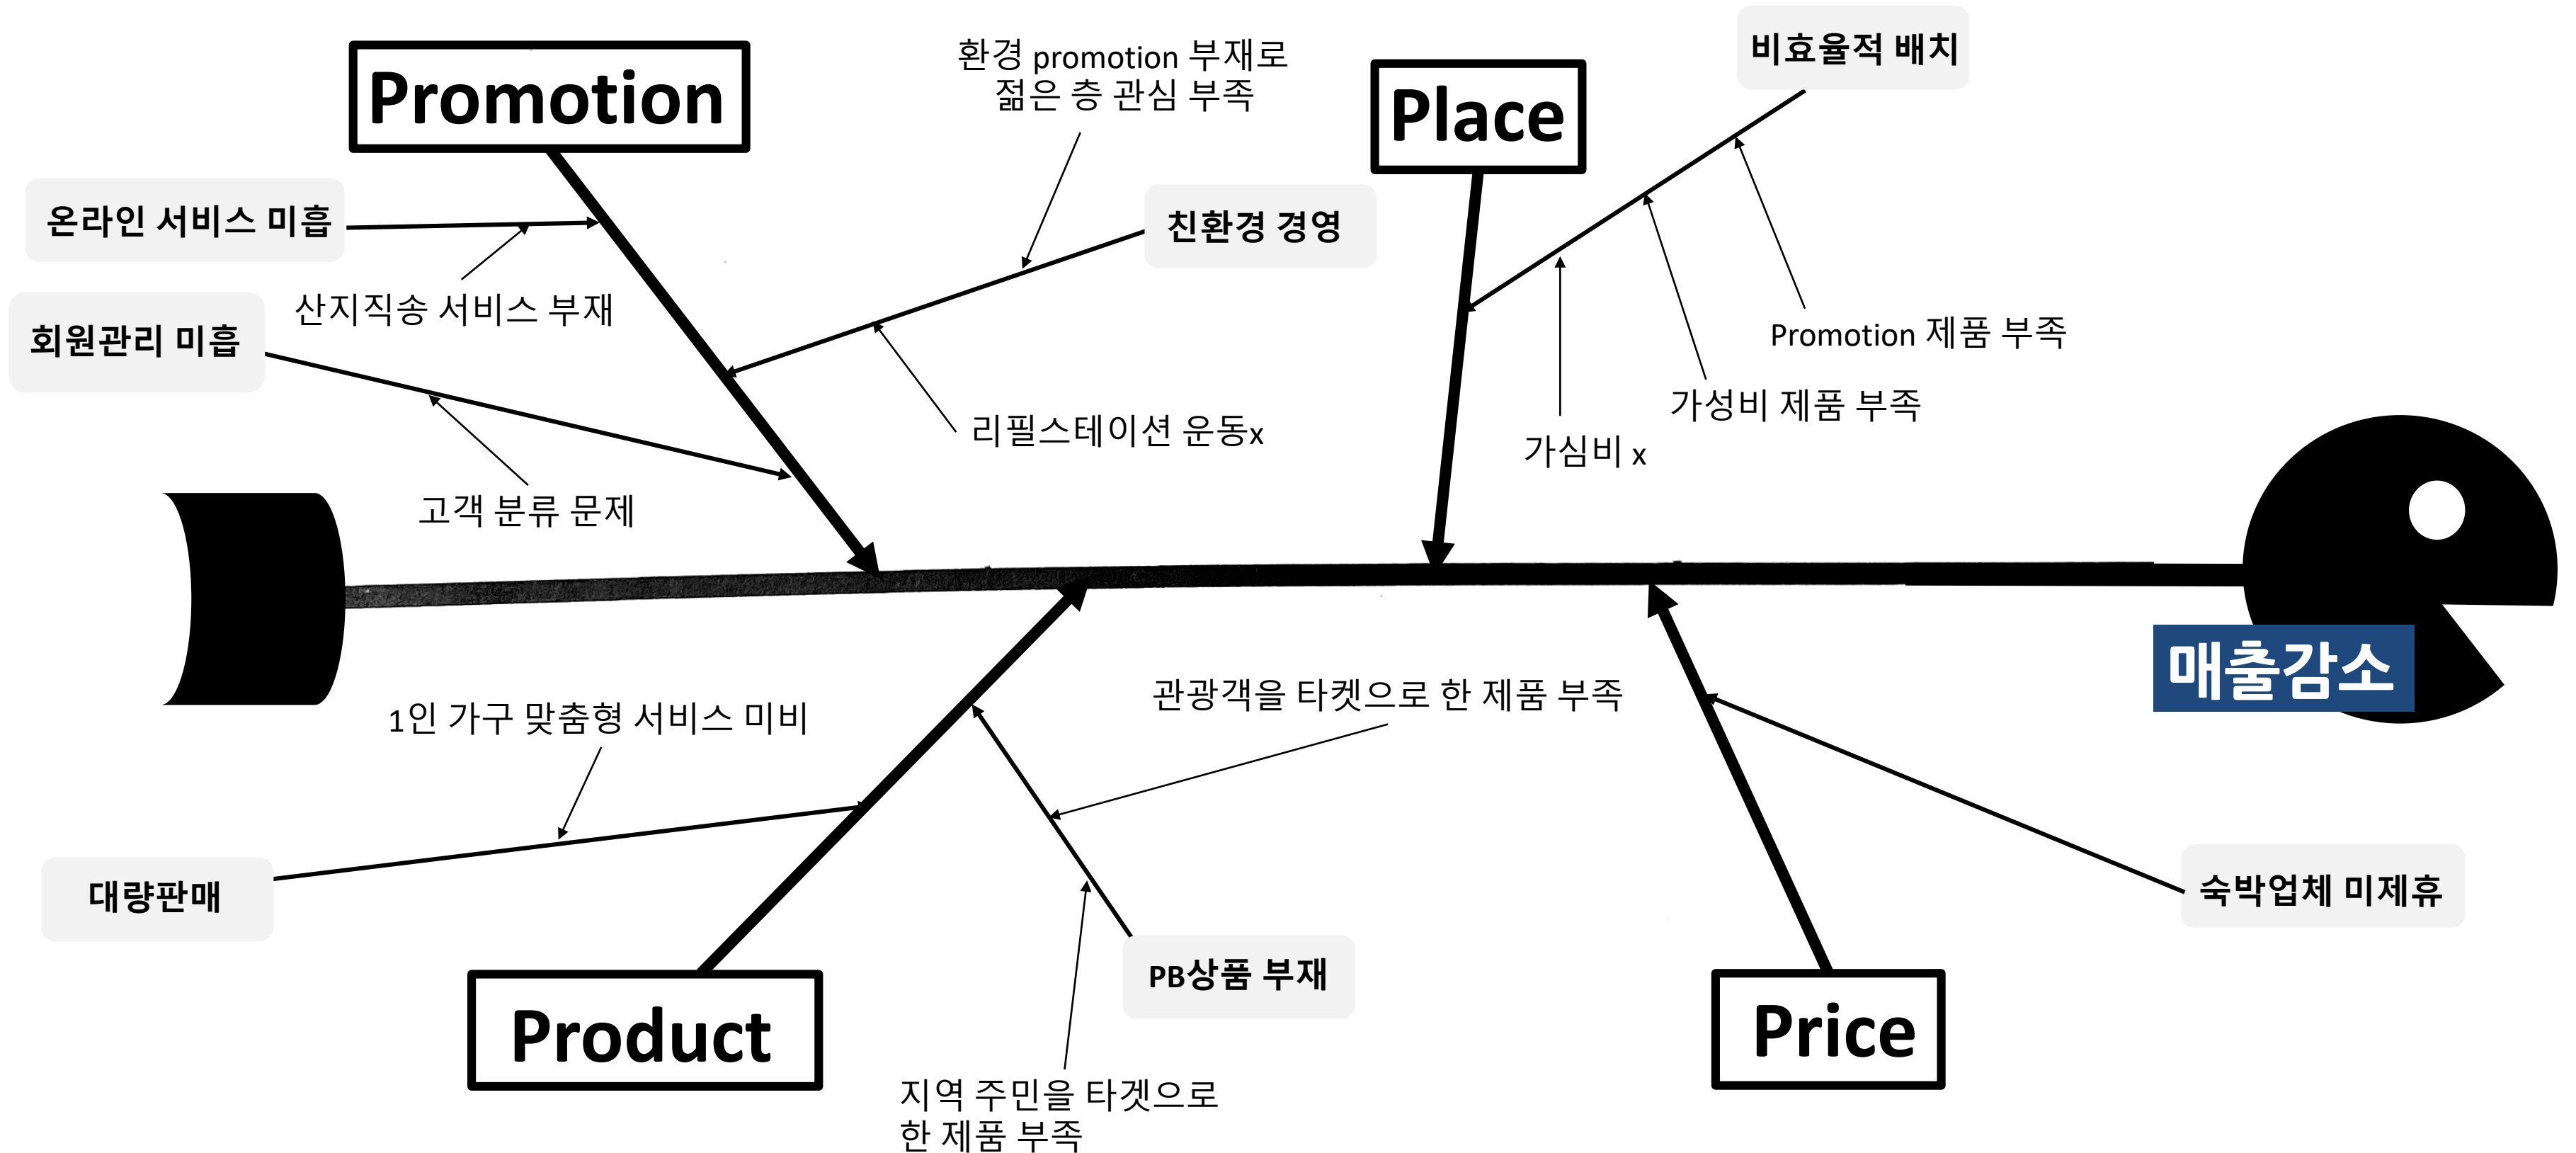 Promotion
환경 promotion 부재로
젊은 층 관심 부족
Place
비효율적 배치
온라인 서비스 미흡
친환경 경영
산지직송 서비스 부재
회원관리 미흡
Promotion 제품 부족
가성비 제품 부족
리필스테이션 운동x
가심비 x
고객 분류 문제
매출감소
1인 가구 맞춤형 서비스 미비
관광객을 타켓으로 한 제품 부족
대량판매
숙박업체 미제휴
PB상품 부재
Product
Price
지역 주민을 타겟으로
한 제품 부족